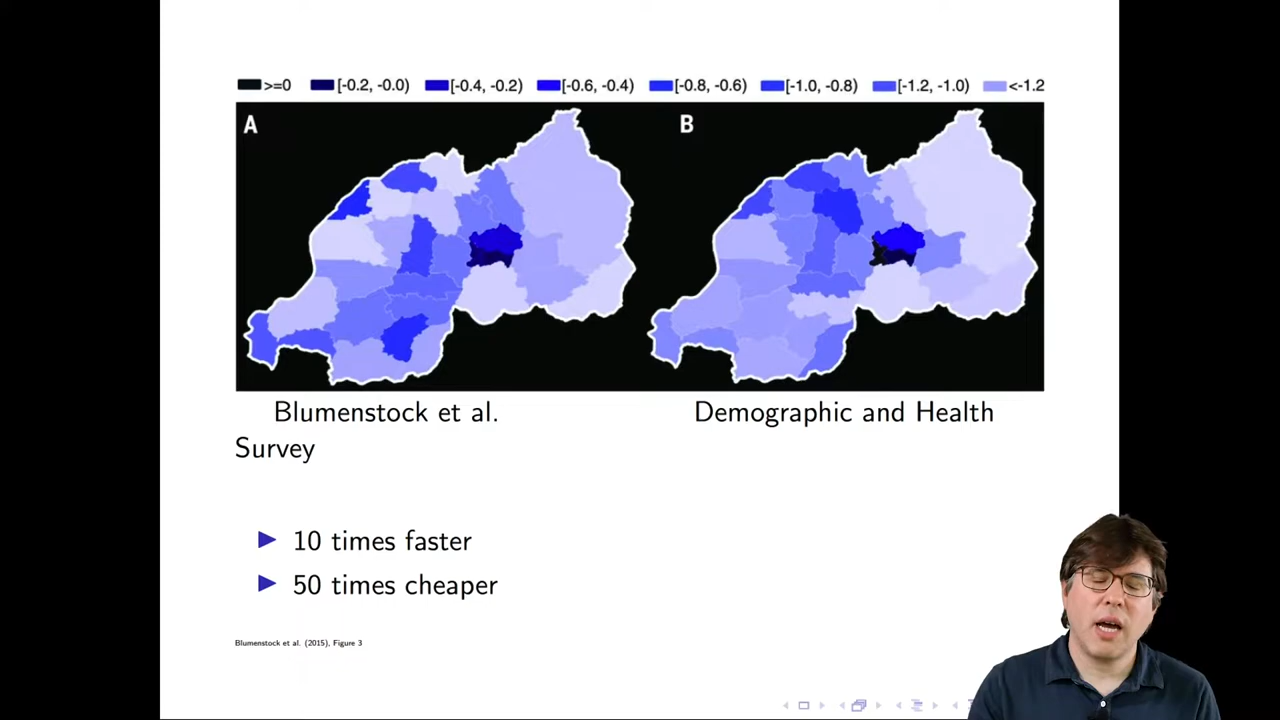 >=0 [-0.2, -0.0) [-0.4, -0.2) [-0.6, -0.4) [-0.8, -0.6) [-1.0, -0.8) [-1.2, -1.0) <-1.2
A B
Blumenstock et al. Demographic and Health
Survey
10 times faster
50 times cheaper
Blumenstock et al. (2015), Figure 3